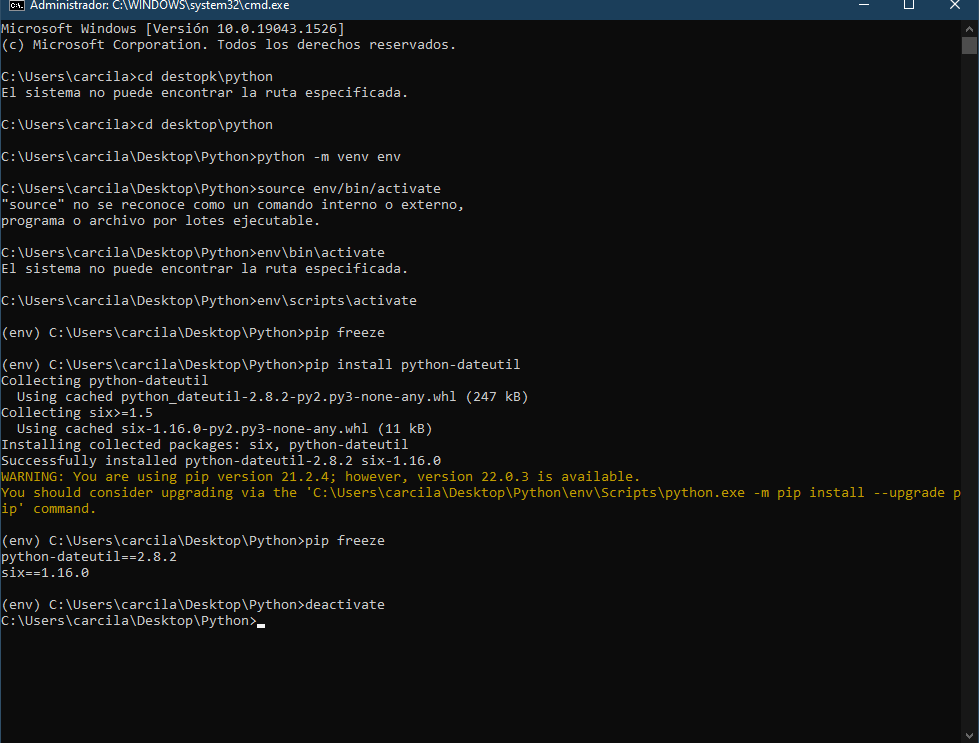 Administrador: C:\WINDOWS\system32\cmd.exe
Microsoft Windows [Versión 10.0.19043.1526]
(c) Microsoft Corporation. Todos los derechos reservados.
C:\Users\carcila>cd destopk\python
El sistema no puede encontrar la ruta especificada.
C:\Users\carcila>cd desktop\python
C:\Users\carcila\Desktop\Python>python -m venv env
C:\Users\carcila\Desktop\Python>source env/bin/activate
"source" no se reconoce como un comando interno o externo,
programa o archivo por lotes ejecutable.
C:\Users\carcila\Desktop\Python>env\bin\activate
El sistema no puede encontrar la ruta especificada.
C:\Users\carcila\Desktop\Python>env\scripts\activate
(env) C:\Users\carcila\Desktop\Python>pip freeze
(env) C:\Users\carcila\Desktop\Python>pip install python-dateutil
Collecting python-dateutil
  Using cached python_dateutil-2.8.2-py2.py3-none-any.whl (247 kB)
Collecting six>=1.5
  Using cached six-1.16.0-py2.py3-none-any.whl (11 kB)
Installing collected packages: six, python-dateutil
Successfully installed python-dateutil-2.8.2 six-1.16.0
WARNING: You are using pip version 21.2.4; however, version 22.0.3 is available.
You should consider upgrading via the 'C:\Users\carcila\Desktop\Python\env\Scripts\python.exe -m pip install --upgrade p
ip' command.
(env) C:\Users\carcila\Desktop\Python>pip freeze
python-dateutil==2.8.2
six==1.16.0
(env) C:\Users\carcila\Desktop\Python>deactivate
C:\Users\carcila\Desktop\Python>